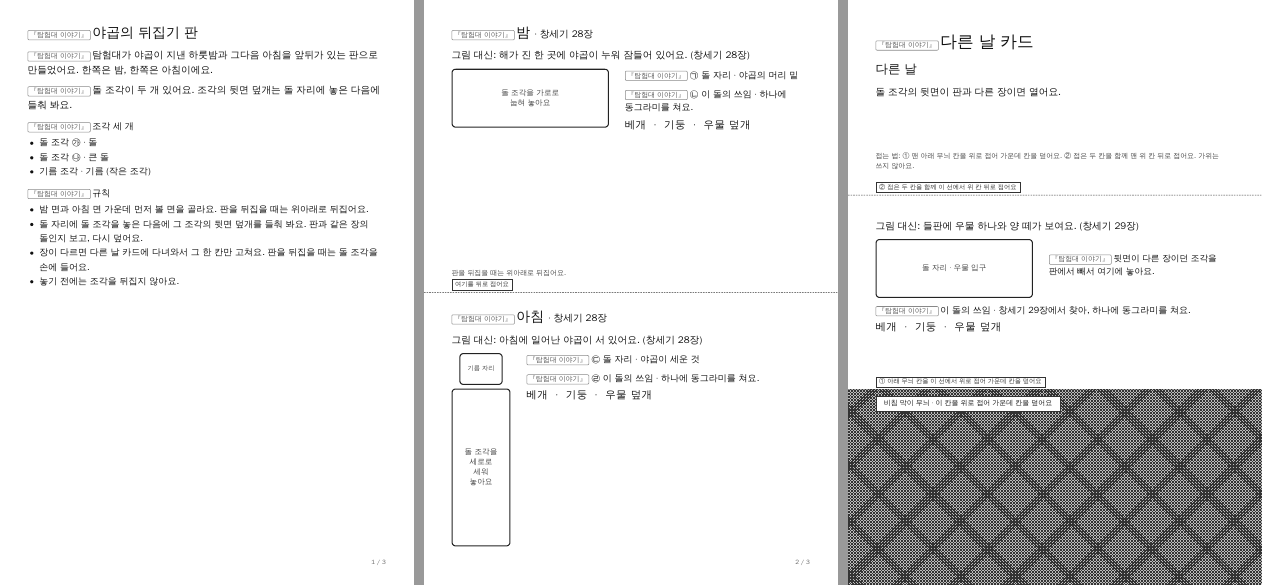 『탐험대 이야기』 야곱의 뒤집기 판
『탐험대 이야기』 탐험대가 야곱이 지낸 하룻밤과 그다음 아침을 앞뒤가 있는 판으로
만들었어요. 한쪽은 밤, 한쪽은 아침이에요.
『탐험대 이야기』 돌 조각이 두 개 있어요. 조각의 뒷면 덮개는 돌 자리에 놓은 다음에
들춰 봐요.
『탐험대 이야기』 조각 세 개
• 돌 조각 ㉮ · 돌
• 돌 조각 ㉯ · 큰 돌
• 기름 조각 · 기름 (작은 조각)
『탐험대 이야기』 규칙
• 밤 면과 아침 면 가운데 먼저 볼 면을 골라요. 판을 뒤집을 때는 위아래로 뒤집어요.
• 돌 자리에 돌 조각을 놓은 다음에 그 조각의 뒷면 덮개를 들춰 봐요. 판과 같은 장의
돌인지 보고, 다시 덮어요.
• 장이 다르면 다른 날 카드에 다녀와서 그 한 칸만 고쳐요. 판을 뒤집을 때는 돌 조각을
손에 들어요.
• 놓기 전에는 조각을 뒤집지 않아요.
1 / 3
『탐험대 이야기』 밤 · 창세기 28장
그림 대신: 해가 진 한 곳에 야곱이 누워 잠들어 있어요. (창세기 28장)
돌 조각을 가로로
눕혀 놓아요
『탐험대 이야기』 ㉠ 돌 자리 · 야곱의 머리 밑
『탐험대 이야기』 ㉡ 이 돌의 쓰임 · 하나에
동그라미를 쳐요.
베개 · 기둥 · 우물 덮개
판을 뒤집을 때는 위아래로 뒤집어요.
여기를 뒤로 접어요
『탐험대 이야기』 아침 · 창세기 28장
그림 대신: 아침에 일어난 야곱이 서 있어요. (창세기 28장)
기름 자리
『탐험대 이야기』 ㉢ 돌 자리 · 야곱이 세운 것
『탐험대 이야기』 ㉣ 이 돌의 쓰임 · 하나에 동그라미를 쳐요.
베개 · 기둥 · 우물 덮개
돌 조각을
세로로
세워
놓아요
2 / 3
『탐험대 이야기』 다른 날 카드
다른 날
돌 조각의 뒷면이 판과 다른 장이면 열어요.
접는 법: ① 맨 아래 무늬 칸을 위로 접어 가운데 칸을 덮어요. ② 접은 두 칸을 함께 맨 위 칸 뒤로 접어요. 가위는
쓰지 않아요.
② 접은 두 칸을 함께 이 선에서 위 칸 뒤로 접어요
그림 대신: 들판에 우물 하나와 양 떼가 보여요. (창세기 29장)
돌 자리 · 우물 입구
『탐험대 이야기』 뒷면이 다른 장이던 조각을
판에서 빼서 여기에 놓아요.
『탐험대 이야기』 이 돌의 쓰임 · 창세기 29장에서 찾아, 하나에 동그라미를 쳐요.
베개 · 기둥 · 우물 덮개
① 아래 무늬 칸을 이 선에서 위로 접어 가운데 칸을 덮어요
비침 막이 무늬 · 이 칸을 위로 접어 가운데 칸을 덮어요